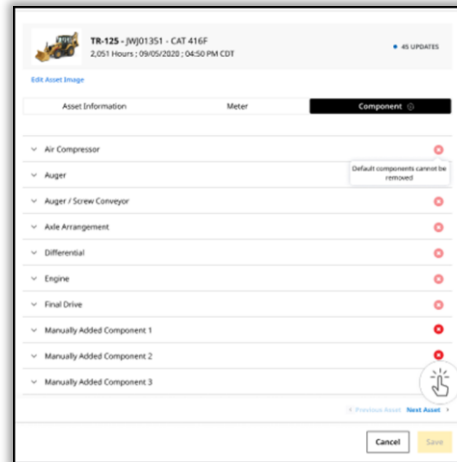 TR-125 - JWJ01351 - CAT 416F
2,051 Hours ; 09/05/2020 ; 04:50 PM CDT
45 UPDATES
Edit Asset Image
Asset Information
Meter
Component
Air Compressor
Default components cannot be
removed
Auger
Auger / Screw Conveyor
Axle Arrangement
Differential
Engine
Final Drive
Manually Added Component 1
Manually Added Component 2
Manually Added Component 3
Previous Asset
Next Asset
Cancel
Save